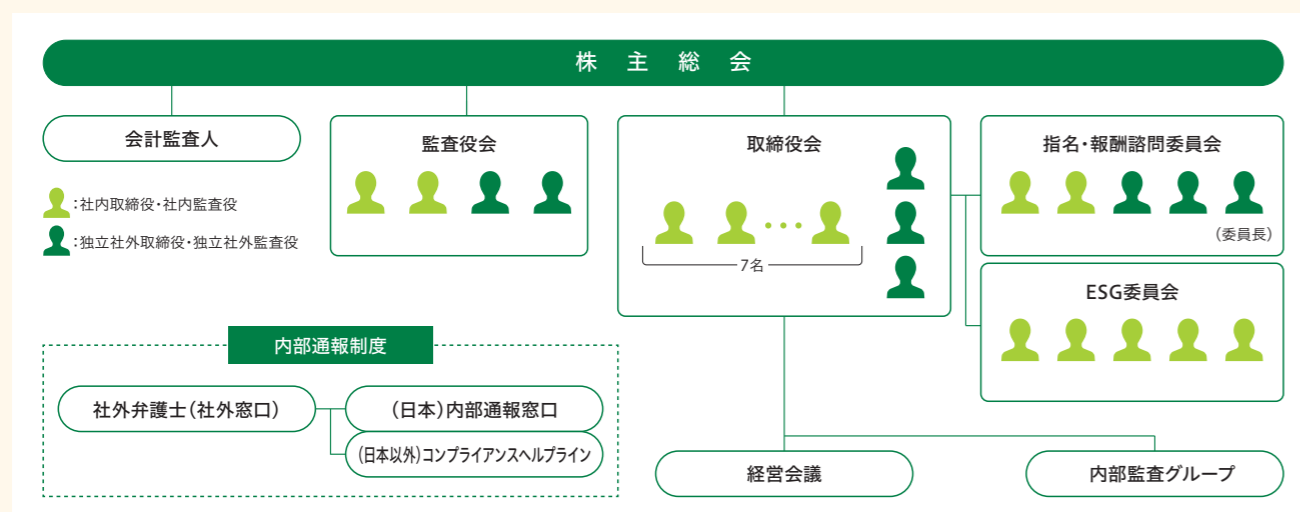 株主総会
会計監査人
:社内取締役・社内監査役
:独立社外取締役・独立社外監査役
監査役会
取締役会
7名
指名・報酬諮問委員会
(委員長)
ESG委員会
内部通報制度
社外弁護士(社外窓口)
(日本)内部通報窓口
(日本以外)コンプライアンスヘルプライン
経営会議
内部監査グループ